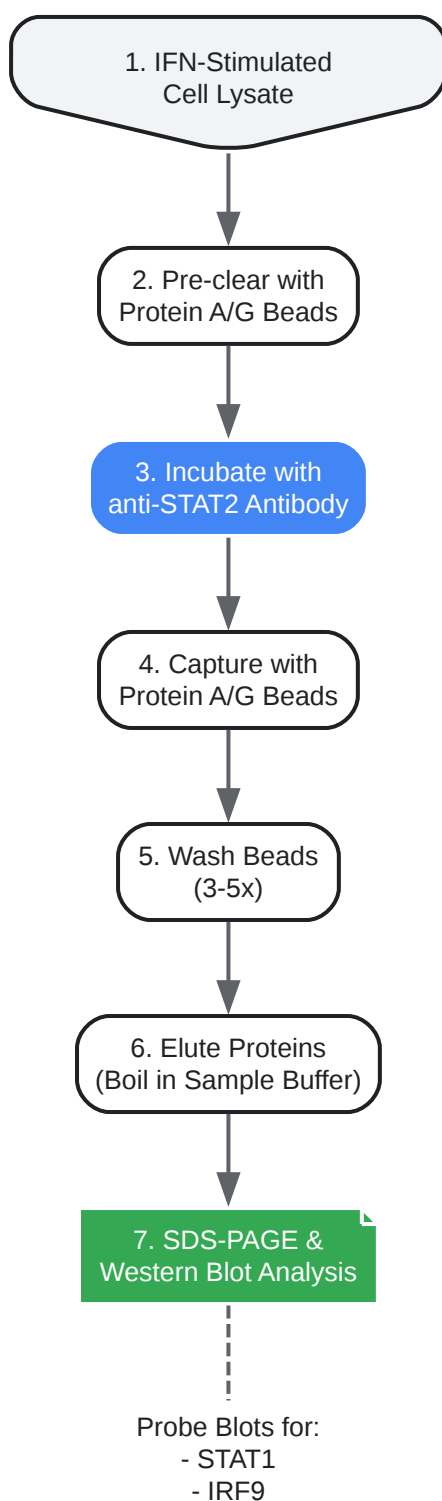 1. IFN-Stimulated
Cell Lysate
2. Pre-clear with
Protein A/G Beads
3. Incubate with
anti-STAT2 Antibody
4. Capture with
Protein A/G Beads
5. Wash Beads
(3-5x)
6. Elute Proteins
(Boil in Sample Buffer)
7. SDS-PAGE &
Western Blot Analysis
Probe Blots for:
- STAT1
- IRF9